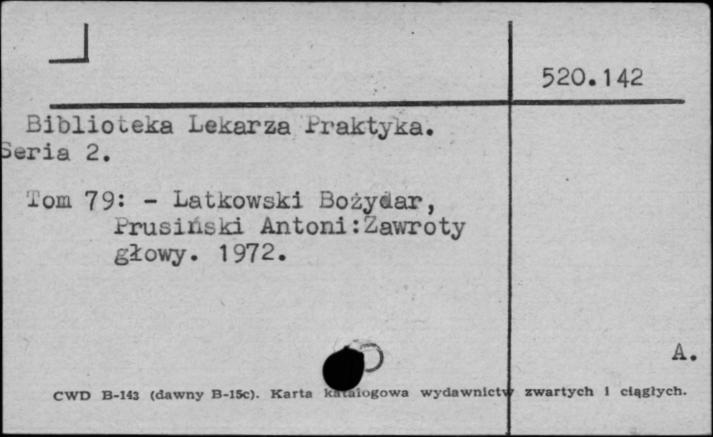 520.142
Biblioteka Lekarza Praktyka.
Seria 2.
Tom 79: - Latkowski Bożydar,
Prusiński Antoni:Zawroty
głowy. 1972.
A.
CWD B-143 (dawny B-15c). Karta katalogowa wydawnictw zwartych i ciągłych.